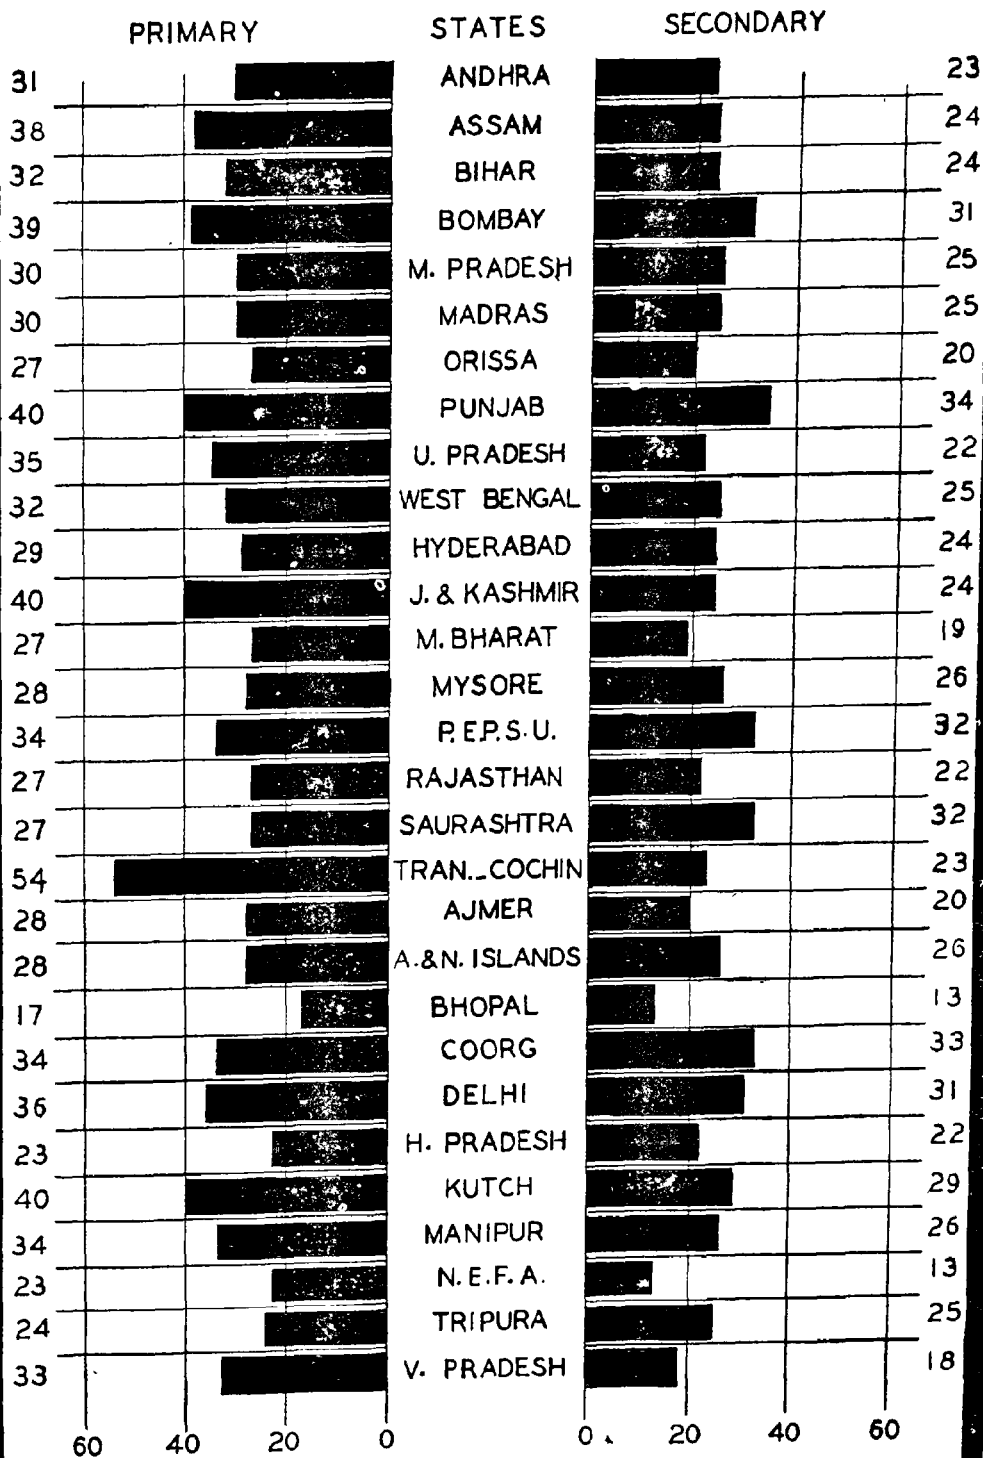 PRIMARY STATES SECONDARY
31 ANDHRA 23
38 ASSAM 24
32 BIHAR 24
39 BOMBAY 31
30 M. PRADESH 25
30 MADRAS 25
27 ORISSA 20
40 PUNJAB 34
35 U. PRADESH 22
32 WEST BENGAL 25
29 HYDERABAD 24
40 J. & KASHMIR 24
27 M. BHARAT 19
28 MYSORE 26
34 P.E.P.S.U. 32
27 RAJASTHAN 22
27 SAURASHTRA 32
54 TRAN.-COCHIN 23
28 AJMER 20
28 A.&N. ISLANDS 26
17 BHOPAL 13
34 COORG 33
36 DELHI 31
23 H. PRADESH 22
40 KUTCH 29
34 MANIPUR 26
23 N.E.F.A. 13
24 TRIPURA 25
33 V. PRADESH 18
60 40 20 0 0 20 40 60